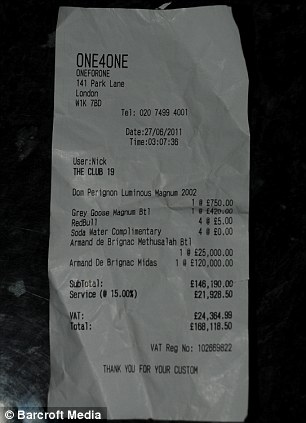 ONE4ONE
ONEFORONE
141 Park Lane
London
W1K 7BD
Tel: 020 7499 4001
Date:27/06/2011
Time:03:07:36
User:Nick
THE CLUB 19
Dom Perignon Luminous Magnum 2002
1 @ £750.00
Grey Goose Magnum Btl 1 @ £420.00
RedBull 4 @ £5.00
Soda Water Complimentary 4 @ £0.00
Armand de Brignac Methusalah Btl
1 @ £25,000.00
Armand De Brignac Midas 1 @ £120,000.00
SubTotal: £146,190.00
Service (@ 15.00%) £21,928.50
VAT: £24,364.99
Total: £168,118.50
VAT Reg No: 102669822
THANK YOU FOR YOUR CUSTOM
© Barcroft Media